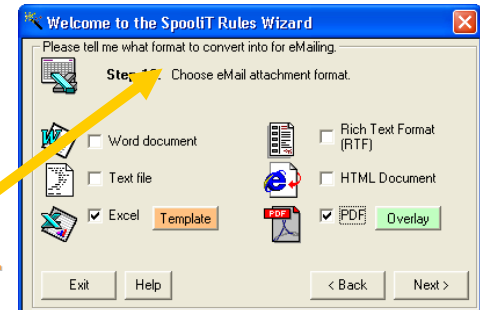 Welcome to the SpooliT Rules Wizard
Please tell me what format to convert into for eMailing.
Choose eMail attachment format.
Word document
Rich Text Format
(RTF)
Text file
HTML Document
Excel
Template
PDF
PDF
Overlay
Exit
Help
< Back
Next >